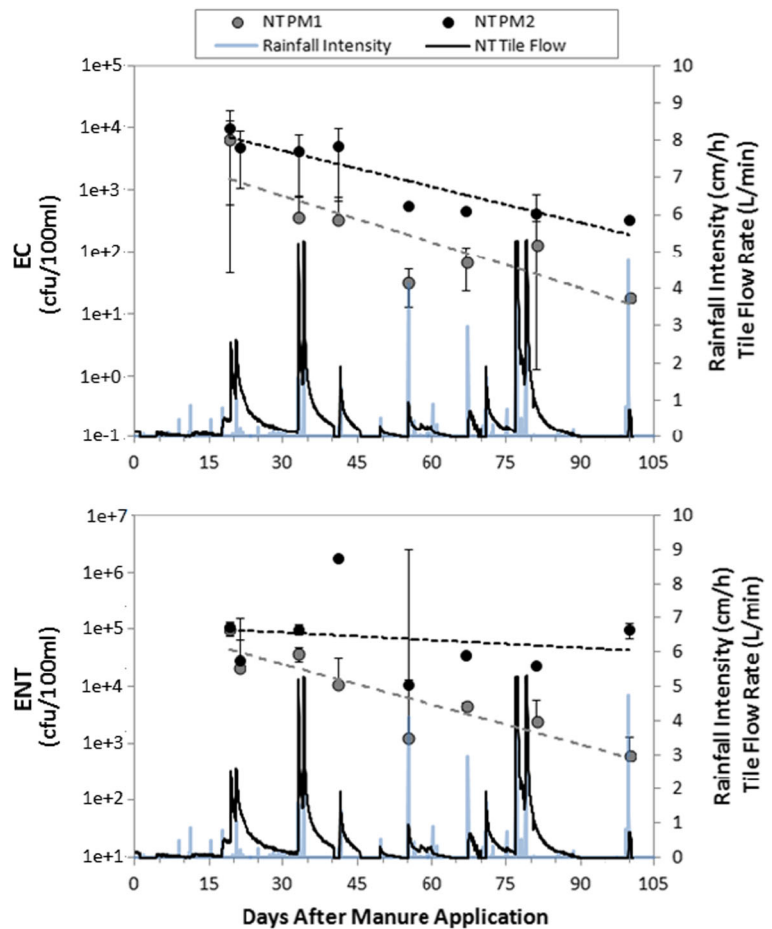 NT PM1
NT PM2
Rainfall Intensity
NT Tile Flow
1e+5
1e+4
1e+3
1e+2
1e+1
1e+0
1e-1
EC
(cfu/100ml)
10
9
8
7
6
5
4
3
2
1
0
Rainfall Intensity (cm/h)
Tile Flow Rate (L/min)
0
15
30
45
60
75
90
105
1e+7
1e+6
1e+5
1e+4
1e+3
1e+2
1e+1
ENT
(cfu/100ml)
10
9
8
7
6
5
4
3
2
1
0
Rainfall Intensity (cm/h)
Tile Flow Rate (L/min)
0
15
30
45
60
75
90
105
Days After Manure Application